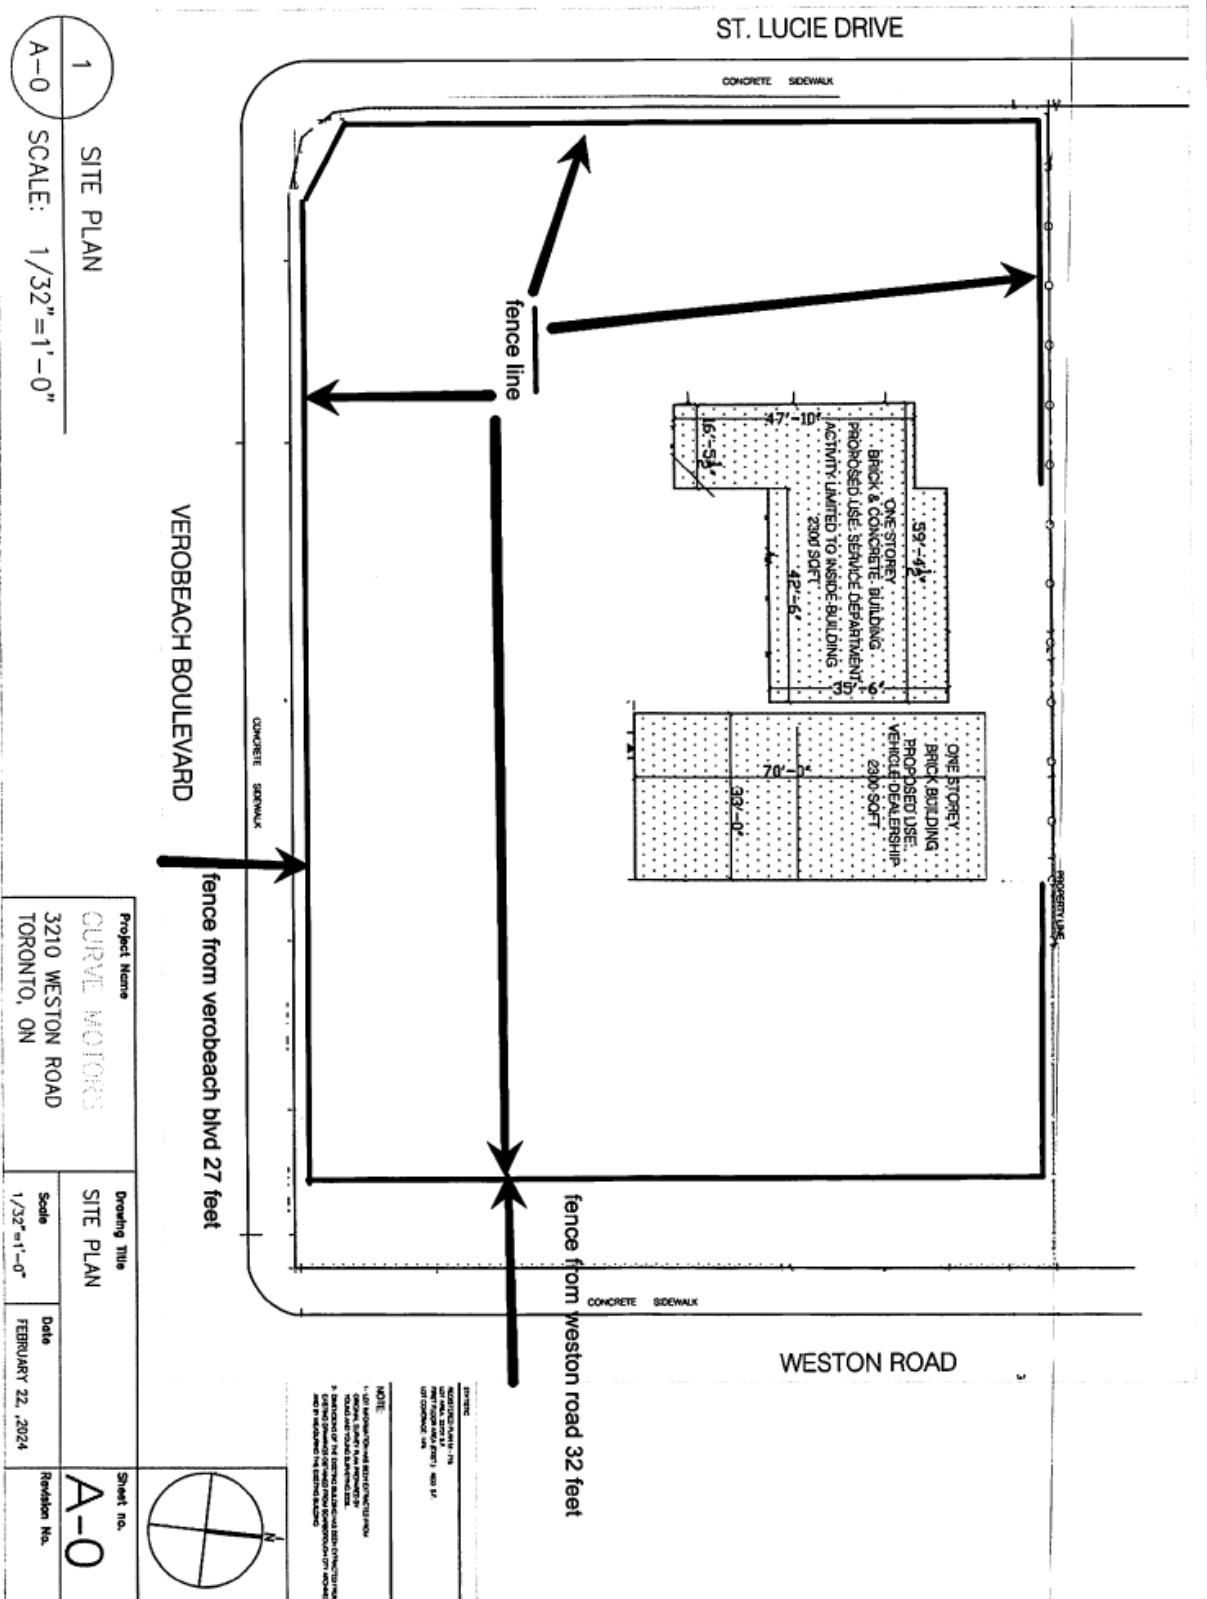 ST. LUCIE DRIVE
CONCRETE SIDEWALK
1
A-0
SITE PLAN
SCALE: 1/32"=1'-0"
fence line
47'-10"
16'-5½"
59'-4½"
42'-6"
35'-6"
ONE STOREY
BRICK & CONCRETE BUILDING
PROPOSED USE: SERVICE DEPARTMENT
ACTIVITY LIMITED TO INSIDE BUILDING
2300 SQFT
ONE STOREY
BRICK BUILDING
PROPOSED USE:
VEHICLE DEALERSHIP
2300 SQFT
70'-0"
33'-0"
PROPERTY LINE
VEROBEACH BOULEVARD
CONCRETE SIDEWALK
fence from verobeach blvd 27 feet
fence from weston road 32 feet
CONCRETE SIDEWALK
WESTON ROAD
Project Name
CURVE MOTORS
3210 WESTON ROAD
TORONTO, ON
Drawing Title
SITE PLAN
Scale
1/32"=1'-0"
Date
FEBRUARY 22, ,2024
Sheet no.
A-0
Revision No.
N
NOTE: